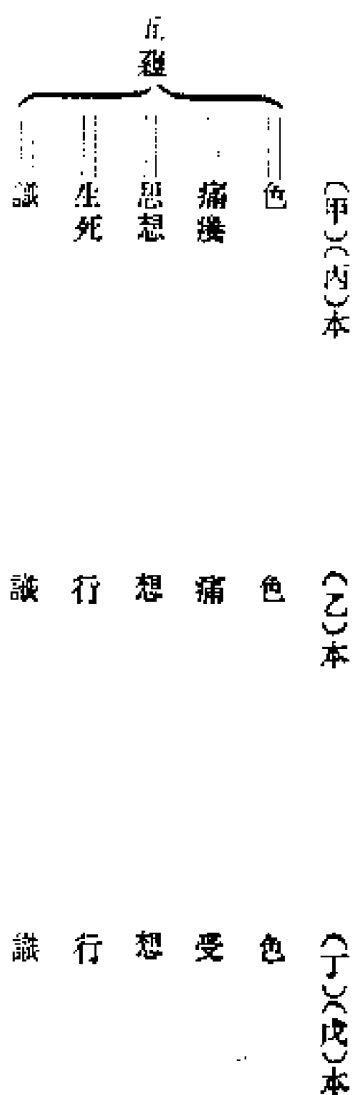 （甲）（丙）本　（乙）本　（丁）（戊）本
色　色　色
痛癢　痛　受
思想　想　想
生死　行　行
識　識　識
五種